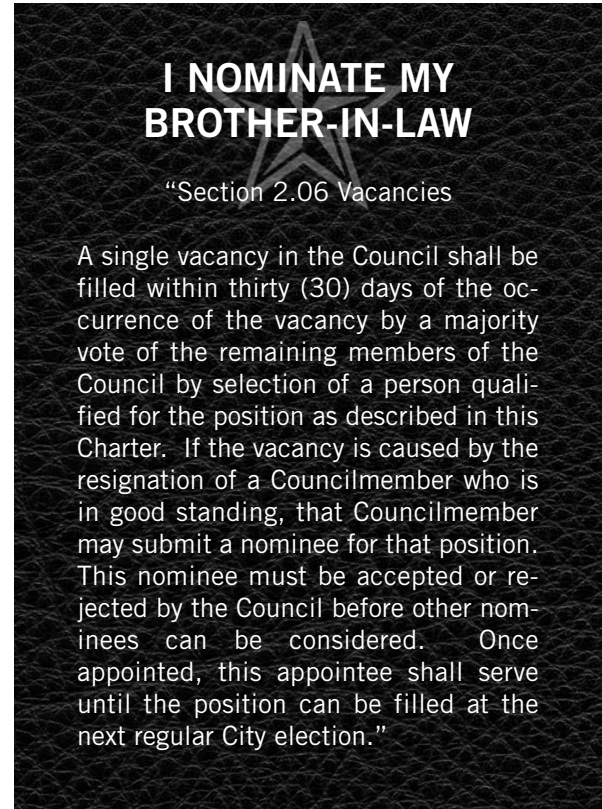 I NOMINATE MY
BROTHER-IN-LAW
“Section 2.06 Vacancies
A single vacancy in the Council shall be
filled within thirty (30) days of the oc-
currence of the vacancy by a majority
vote of the remaining members of the
Council by selection of a person quali-
fied for the position as described in this
Charter.  If the vacancy is caused by the
resignation of a Councilmember who is
in good standing, that Councilmember
may submit a nominee for that position.
This nominee must be accepted or re-
jected by the Council before other nom-
inees can be considered.  Once
appointed, this appointee shall serve
until the position can be filled at the
next regular City election.”